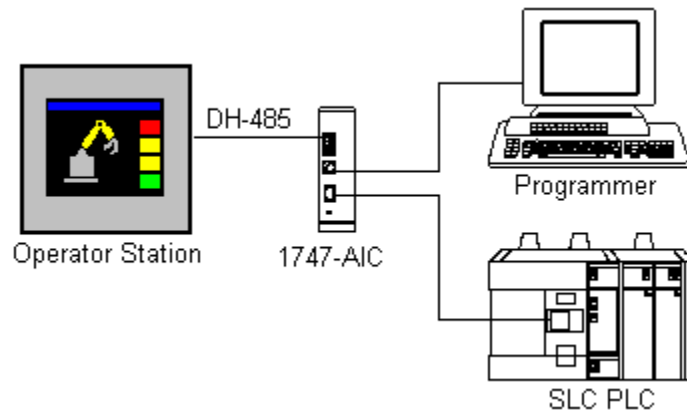 DH-485
Programmer
Operator Station
1747-AIC
SLC PLC